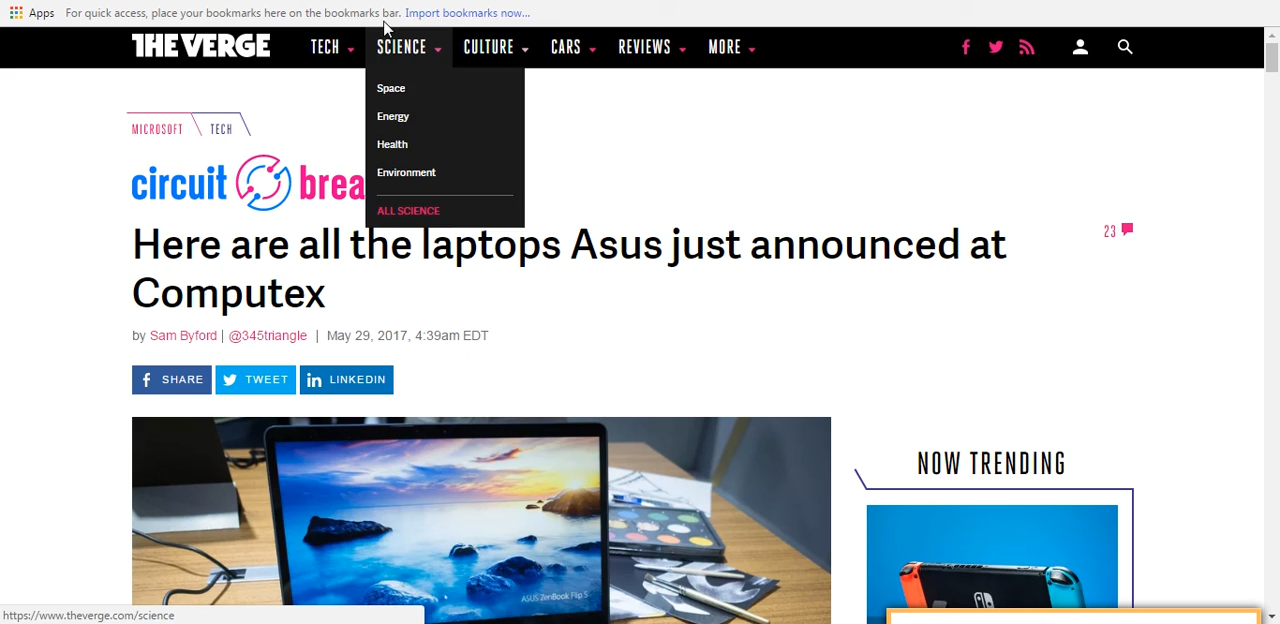 Apps For quick access, place your bookmarks here on the bookmarks bar. Import bookmarks now...
THE VERGE TECH SCIENCE CULTURE CARS REVIEWS MORE
Space
Energy
Health
Environment
ALL SCIENCE
MICROSOFT TECH
circuit brea
Here are all the laptops Asus just announced at
Computex
23
by Sam Byford | @345triangle | May 29, 2017, 4:39am EDT
SHARE TWEET LINKEDIN
NOW TRENDING
ASUS ZenBook Flip S
https://www.theverge.com/science